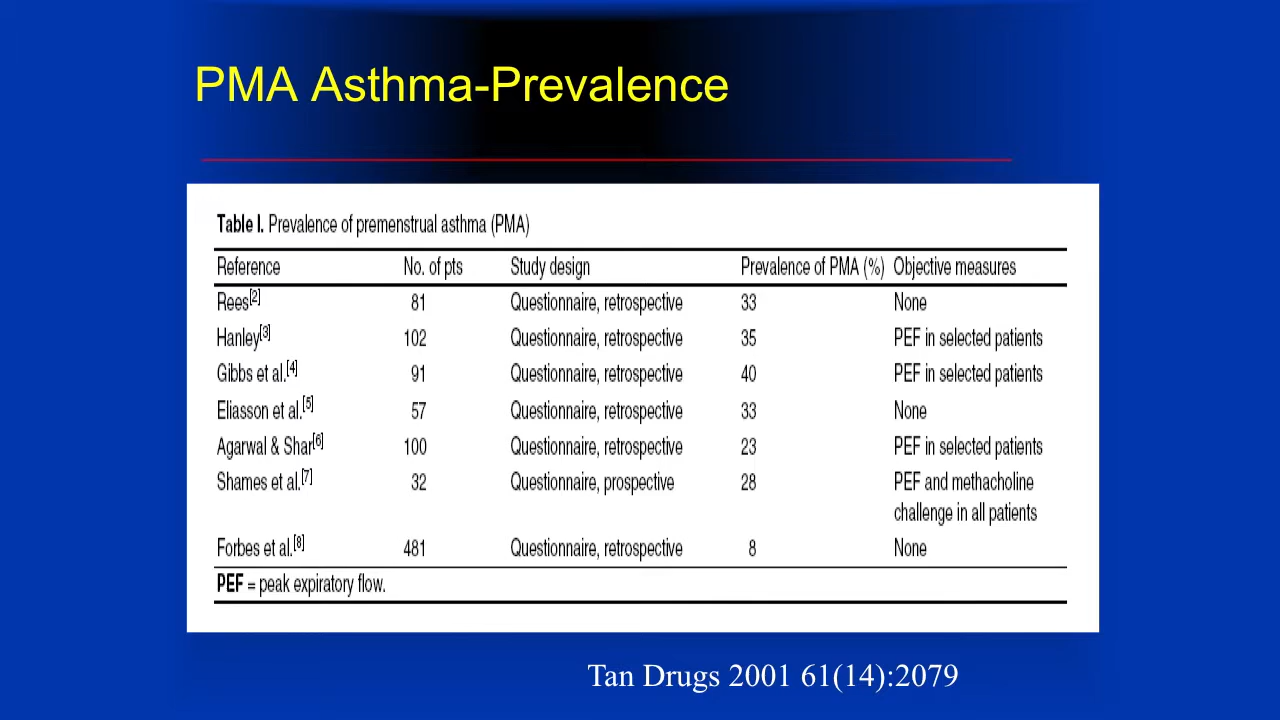 PMA Asthma-Prevalence
Table I. Prevalence of premenstrual asthma (PMA)
Reference No. of pts Study design Prevalence of PMA (%) Objective measures
Rees[2] 81 Questionnaire, retrospective 33 None
Hanley[3] 102 Questionnaire, retrospective 35 PEF in selected patients
Gibbs et al.[4] 91 Questionnaire, retrospective 40 PEF in selected patients
Eliasson et al.[5] 57 Questionnaire, retrospective 33 None
Agarwal & Shar[6] 100 Questionnaire, retrospective 23 PEF in selected patients
Shames et al.[7] 32 Questionnaire, prospective 28 PEF and methacholine
challenge in all patients
Forbes et al.[8] 481 Questionnaire, retrospective 8 None
PEF = peak expiratory flow.
Tan Drugs 2001 61(14):2079